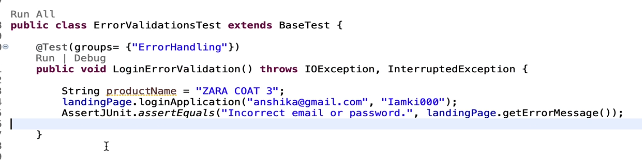 Run All
public class ErrorValidationsTest extends BaseTest {
@Test(groups= {"ErrorHandling"})
Run | Debug
public void LoginErrorValidation() throws IOException, InterruptedException {
String productName = "ZARA COAT 3";
landingPage.loginApplication("anshika@gmail.com", "Iamki000");
AssertJUnit.assertEquals("Incorrect email or password.", landingPage.getErrorMessage());
}